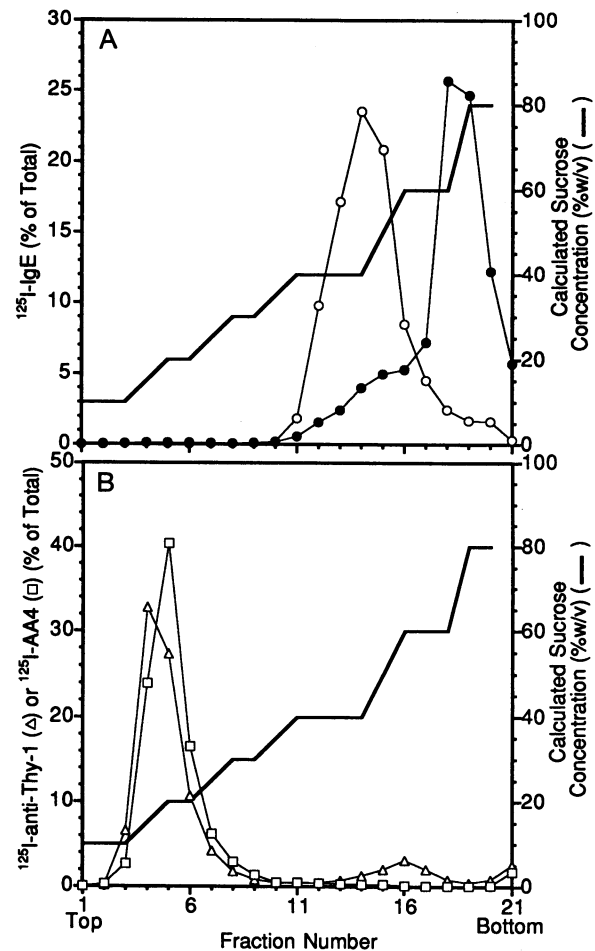 A
30
25
20
15
10
5
0
¹²⁵I-IgE (% of Total)
100
80
60
40
20
0
Calculated Sucrose
Concentration (%w/v) ( — )
B
50
40
30
20
10
0
¹²⁵I-anti-Thy-1 (△) or ¹²⁵I-AA4 (□) (% of Total)
100
80
60
40
20
0
Calculated Sucrose
Concentration (%w/v) ( — )
1 6 11 16 21
Top Bottom
Fraction Number